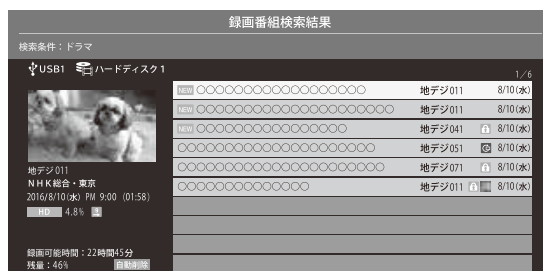 録画番組検索結果
検索条件：ドラマ
USB1 ハードディスク1
1/6
NEW 〇〇〇〇〇〇〇〇〇〇〇〇〇〇〇〇〇〇 地デジ011 8/10(水)
NEW 〇〇〇〇〇〇〇〇〇〇〇〇〇〇〇〇〇〇〇〇〇 地デジ011 8/10(水)
NEW 〇〇〇〇〇〇〇〇〇〇〇〇〇〇〇〇 地デジ041 8/10(水)
〇〇〇〇〇〇〇〇〇〇〇〇〇〇〇〇〇〇〇〇〇 地デジ051 8/10(水)
〇〇〇〇〇〇〇〇〇〇〇〇〇〇〇〇〇〇〇〇〇〇 地デジ071 8/10(水)
〇〇〇〇〇〇〇〇〇〇〇〇〇〇 地デジ011 8/10(水)
地デジ011
NHK総合・東京
2016/8/10(水) PM 9:00 (01:58)
HD 4.8%
録画可能時間：22時間45分
残量：46% 自動削除